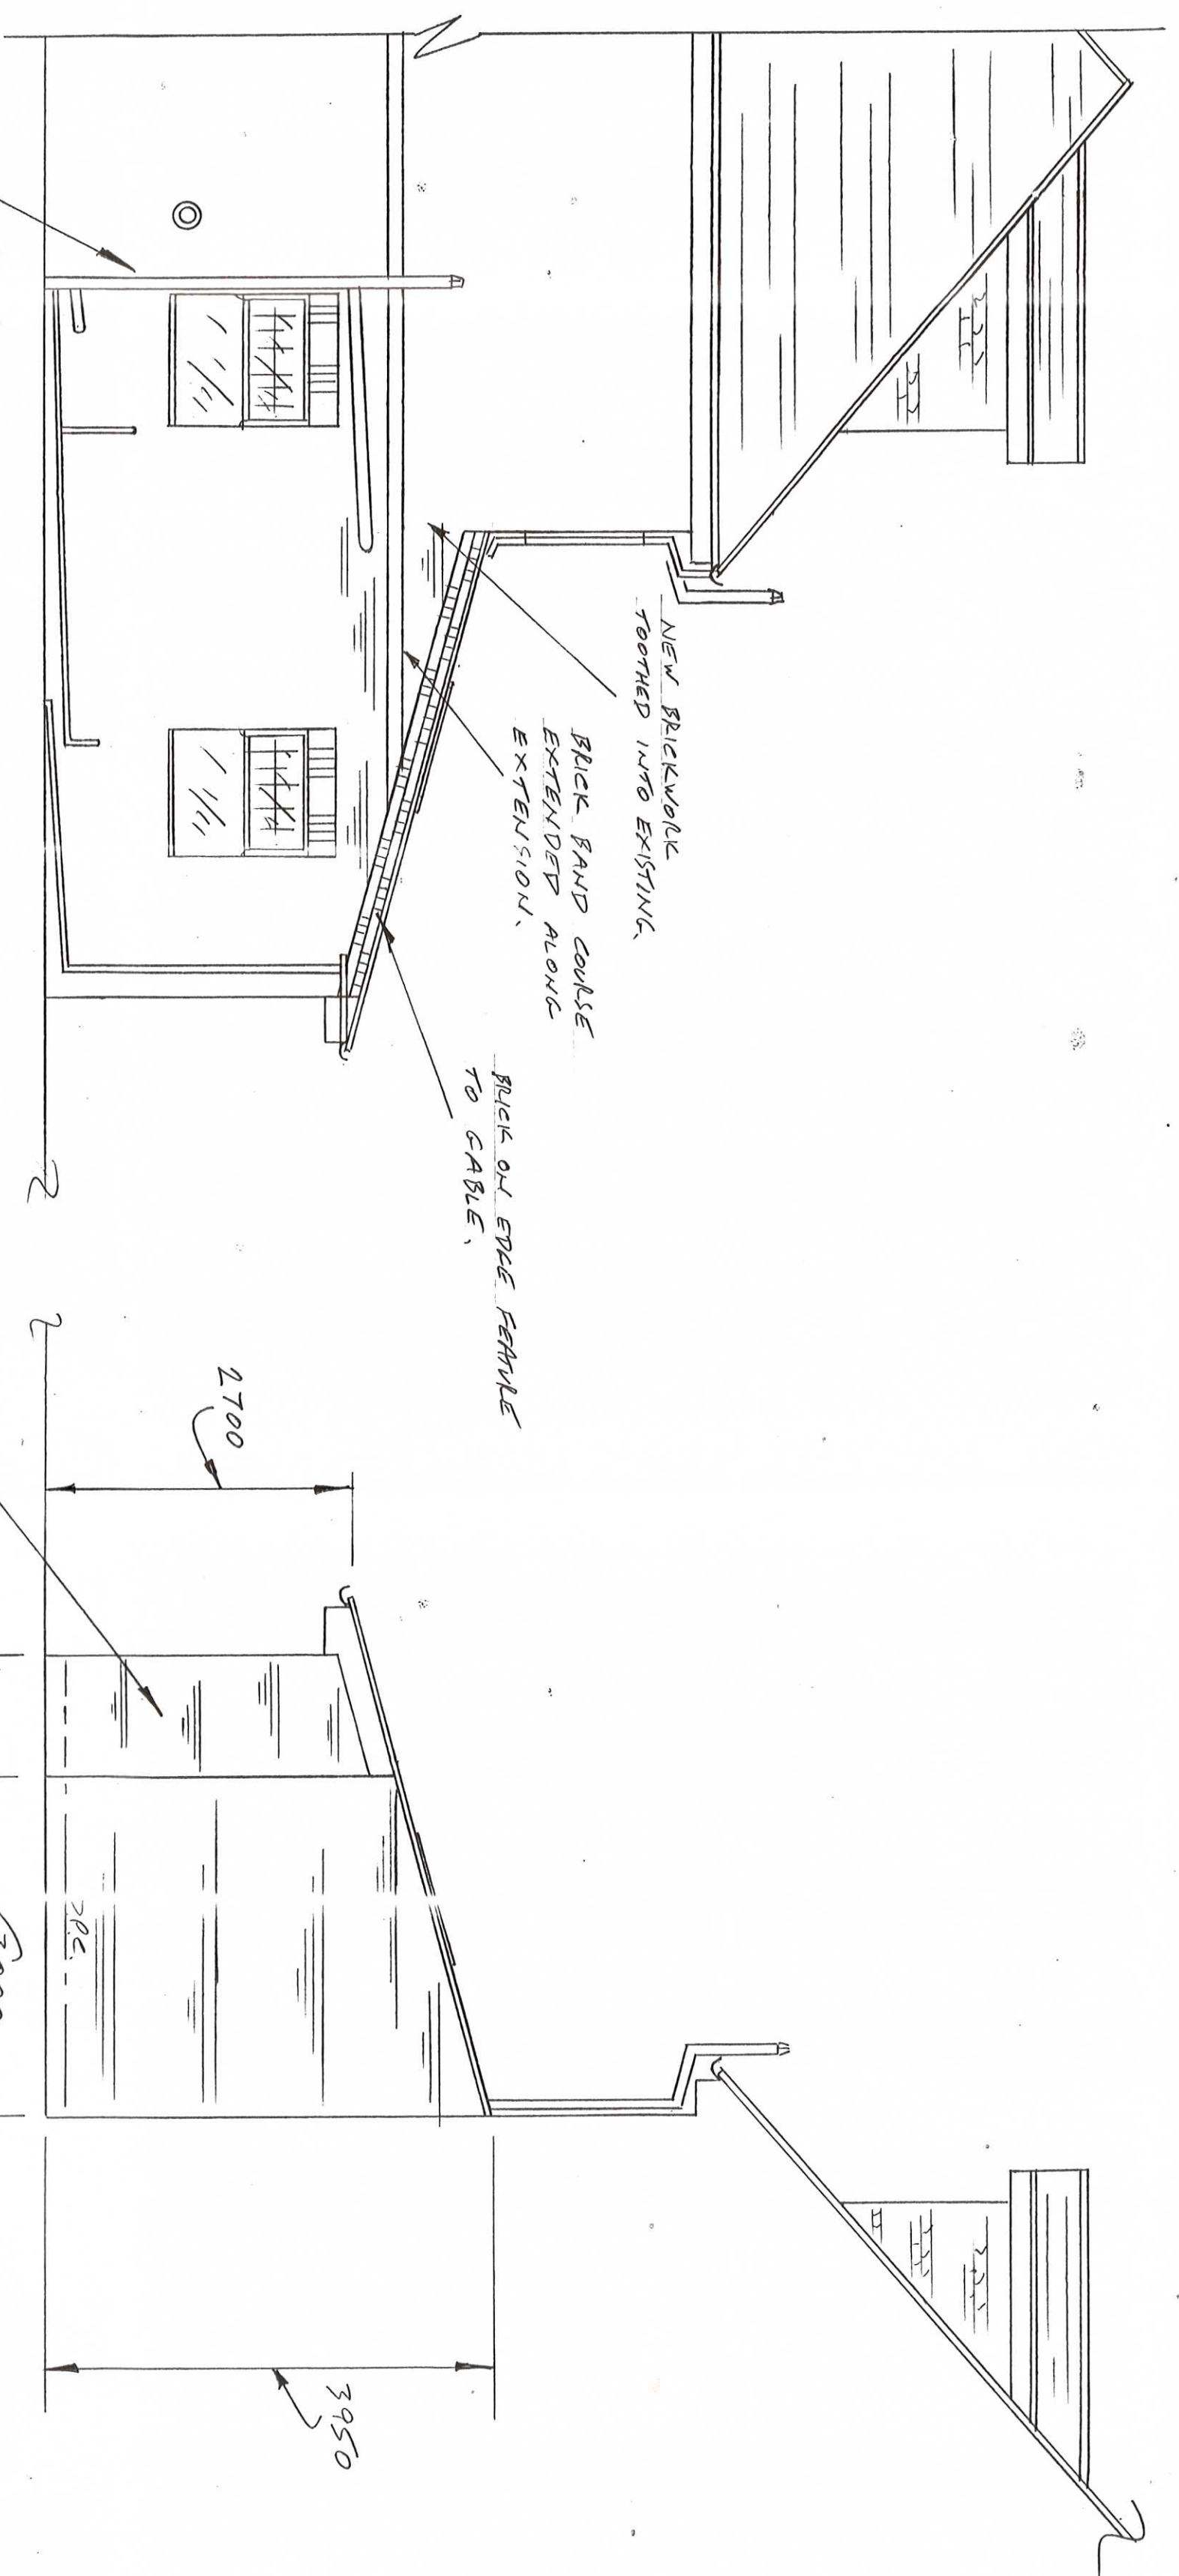 NEW BRICKWORK
TOOTHED INTO EXISTING.
BRICK BAND COURSE
EXTENDED ALONG
EXTENSION.
BRICK ON EDGE FEATURE
TO GABLE.
2700
3950